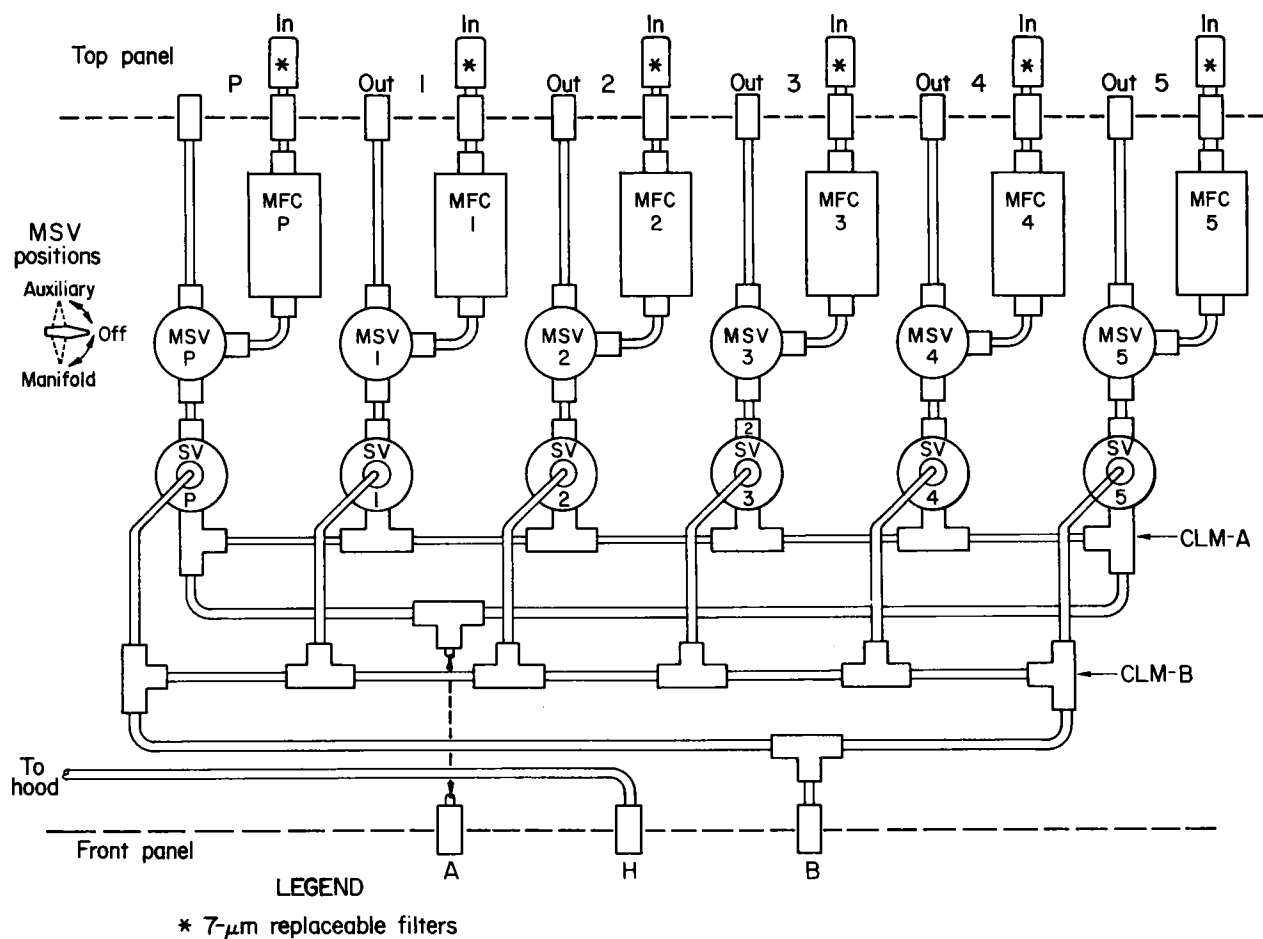 In In In In In In
Top panel
* * * * * *
P Out 1 Out 2 Out 3 Out 4 Out 5
MFC P
MFC 1
MFC 2
MFC 3
MFC 4
MFC 5
MSV positions
Auxiliary
Off
Manifold
MSV P
MSV 1
MSV 2
MSV 3
MSV 4
MSV 5
2
SV P
SV 1
SV 2
SV 3
SV 4
SV 5
CLM-A
CLM-B
To hood
Front panel
A H B
LEGEND
* 7-μm replaceable filters